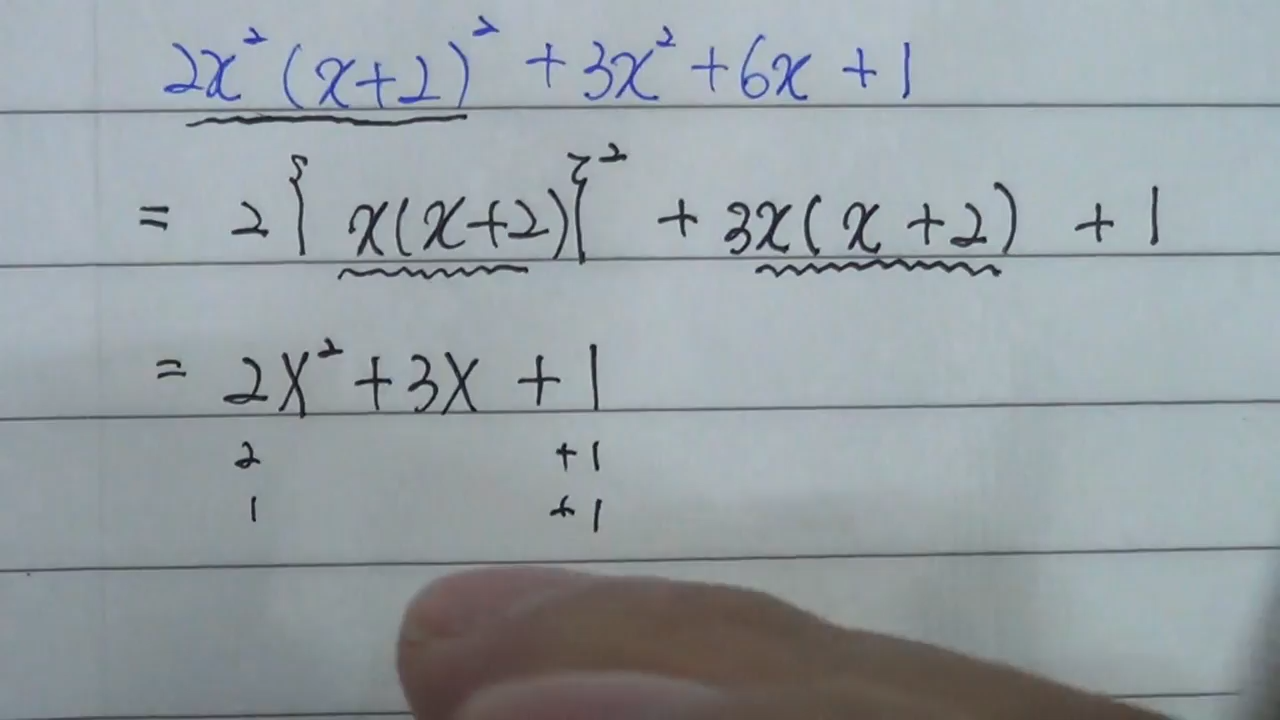 2x²(x+2)² + 3x² + 6x + 1
= 2{x(x+2)}² + 3x(x+2) + 1
= 2X² + 3X + 1
2 +1
1 +1